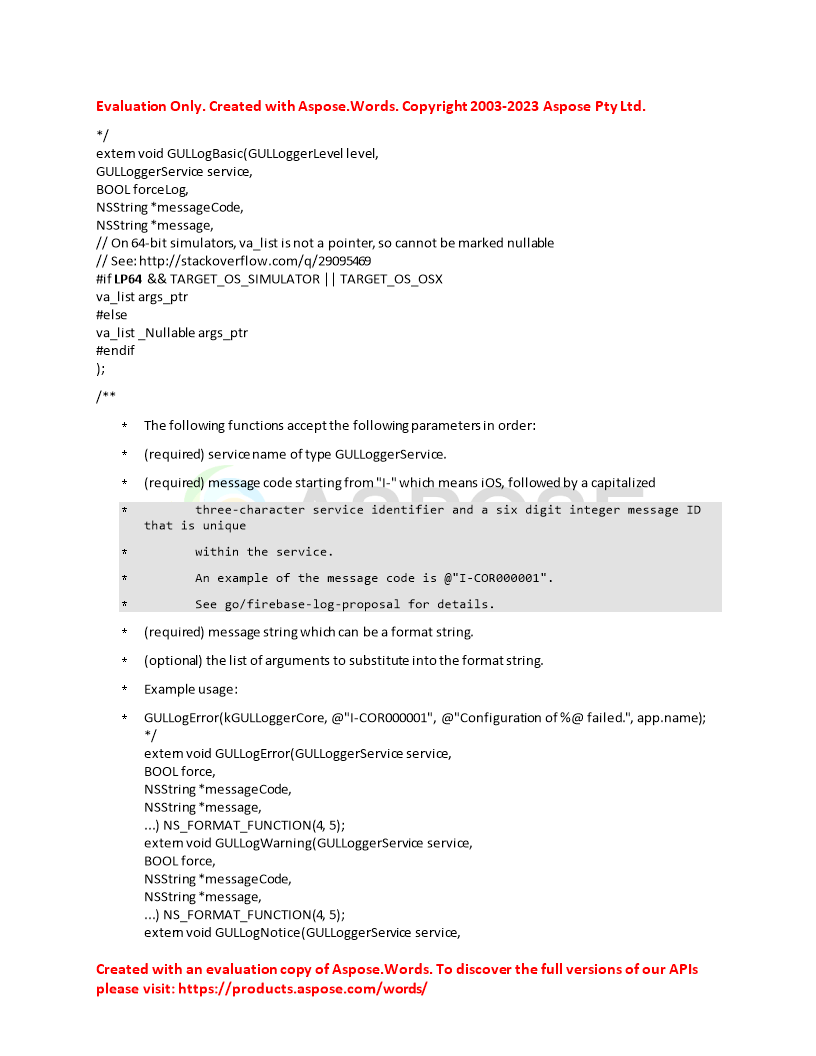 Evaluation Only. Created with Aspose.Words. Copyright 2003-2023 Aspose Pty Ltd.
*/
extern void GULLogBasic(GULLoggerLevel level,
GULLoggerService service,
BOOL forceLog,
NSString *messageCode,
NSString *message,
// On 64-bit simulators, va_list is not a pointer, so cannot be marked nullable
// See: http://stackoverflow.com/q/29095469
#if LP64 && TARGET_OS_SIMULATOR || TARGET_OS_OSX
va_list args_ptr
#else
va_list _Nullable args_ptr
#endif
);
/**
* The following functions accept the following parameters in order:
* (required) service name of type GULLoggerService.
* (required) message code starting from "I-" which means iOS, followed by a capitalized
* three-character service identifier and a six digit integer message ID
that is unique
* within the service.
* An example of the message code is @"I-COR000001".
* See go/firebase-log-proposal for details.
* (required) message string which can be a format string.
* (optional) the list of arguments to substitute into the format string.
* Example usage:
* GULLogError(kGULLoggerCore, @"I-COR000001", @"Configuration of %@ failed.", app.name);
*/
extern void GULLogError(GULLoggerService service,
BOOL force,
NSString *messageCode,
NSString *message,
...) NS_FORMAT_FUNCTION(4, 5);
extern void GULLogWarning(GULLoggerService service,
BOOL force,
NSString *messageCode,
NSString *message,
...) NS_FORMAT_FUNCTION(4, 5);
extern void GULLogNotice(GULLoggerService service,
Created with an evaluation copy of Aspose.Words. To discover the full versions of our APIs
please visit: https://products.aspose.com/words/